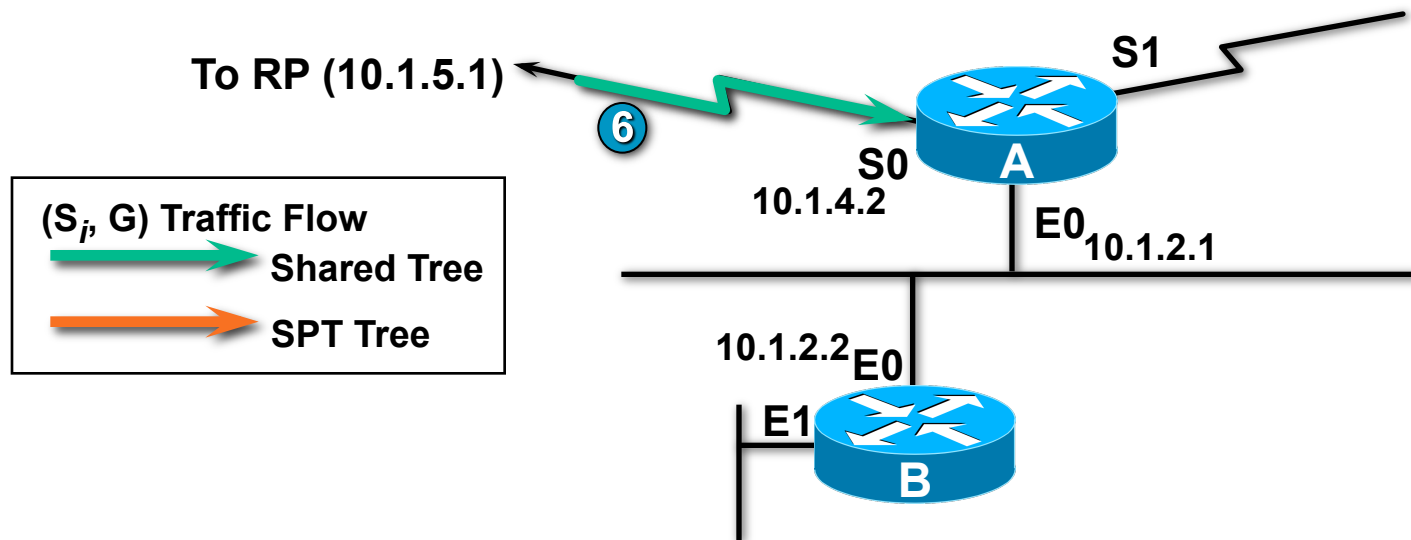 To RP (10.1.5.1)
S1
6
A
S0
10.1.4.2
E0
10.1.2.1
(Si, G) Traffic Flow
Shared Tree
SPT Tree
10.1.2.2
E0
E1
B